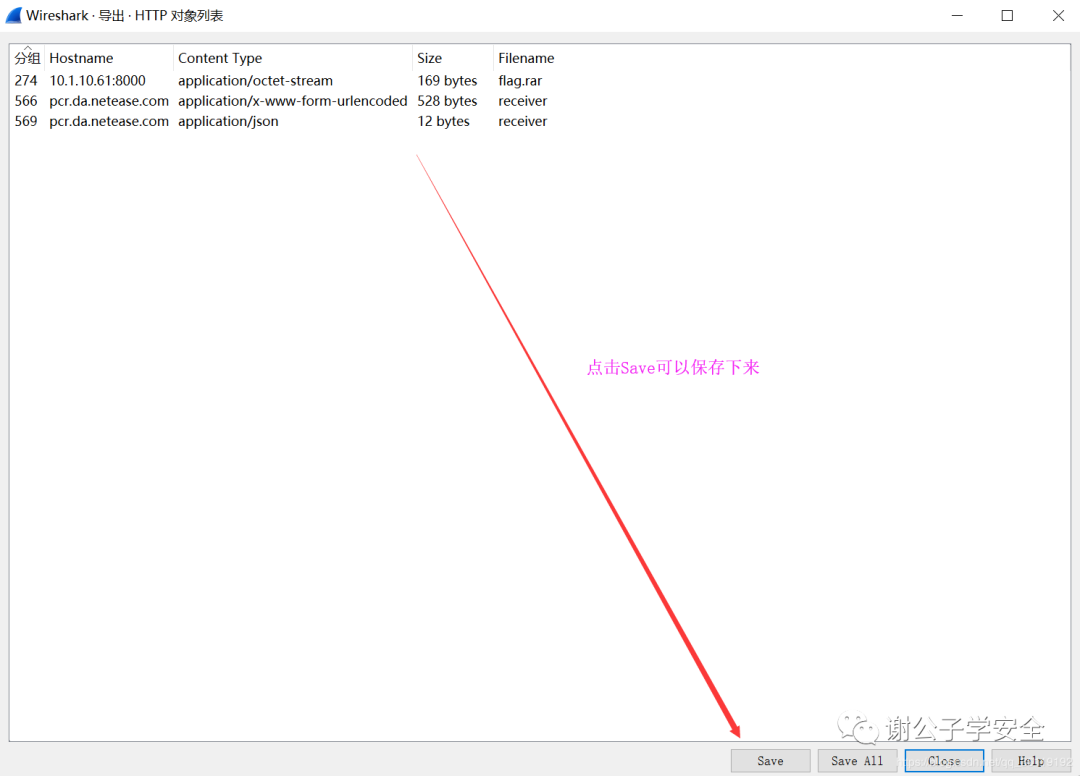 Wireshark · 导出 · HTTP 对象列表
分组 Hostname Content Type Size Filename
274 10.1.10.61:8000 application/octet-stream 169 bytes flag.rar
566 pcr.da.netease.com application/x-www-form-urlencoded 528 bytes receiver
569 pcr.da.netease.com application/json 12 bytes receiver
点击Save可以保存下来
谢公子学安全
Save Save All Close Help